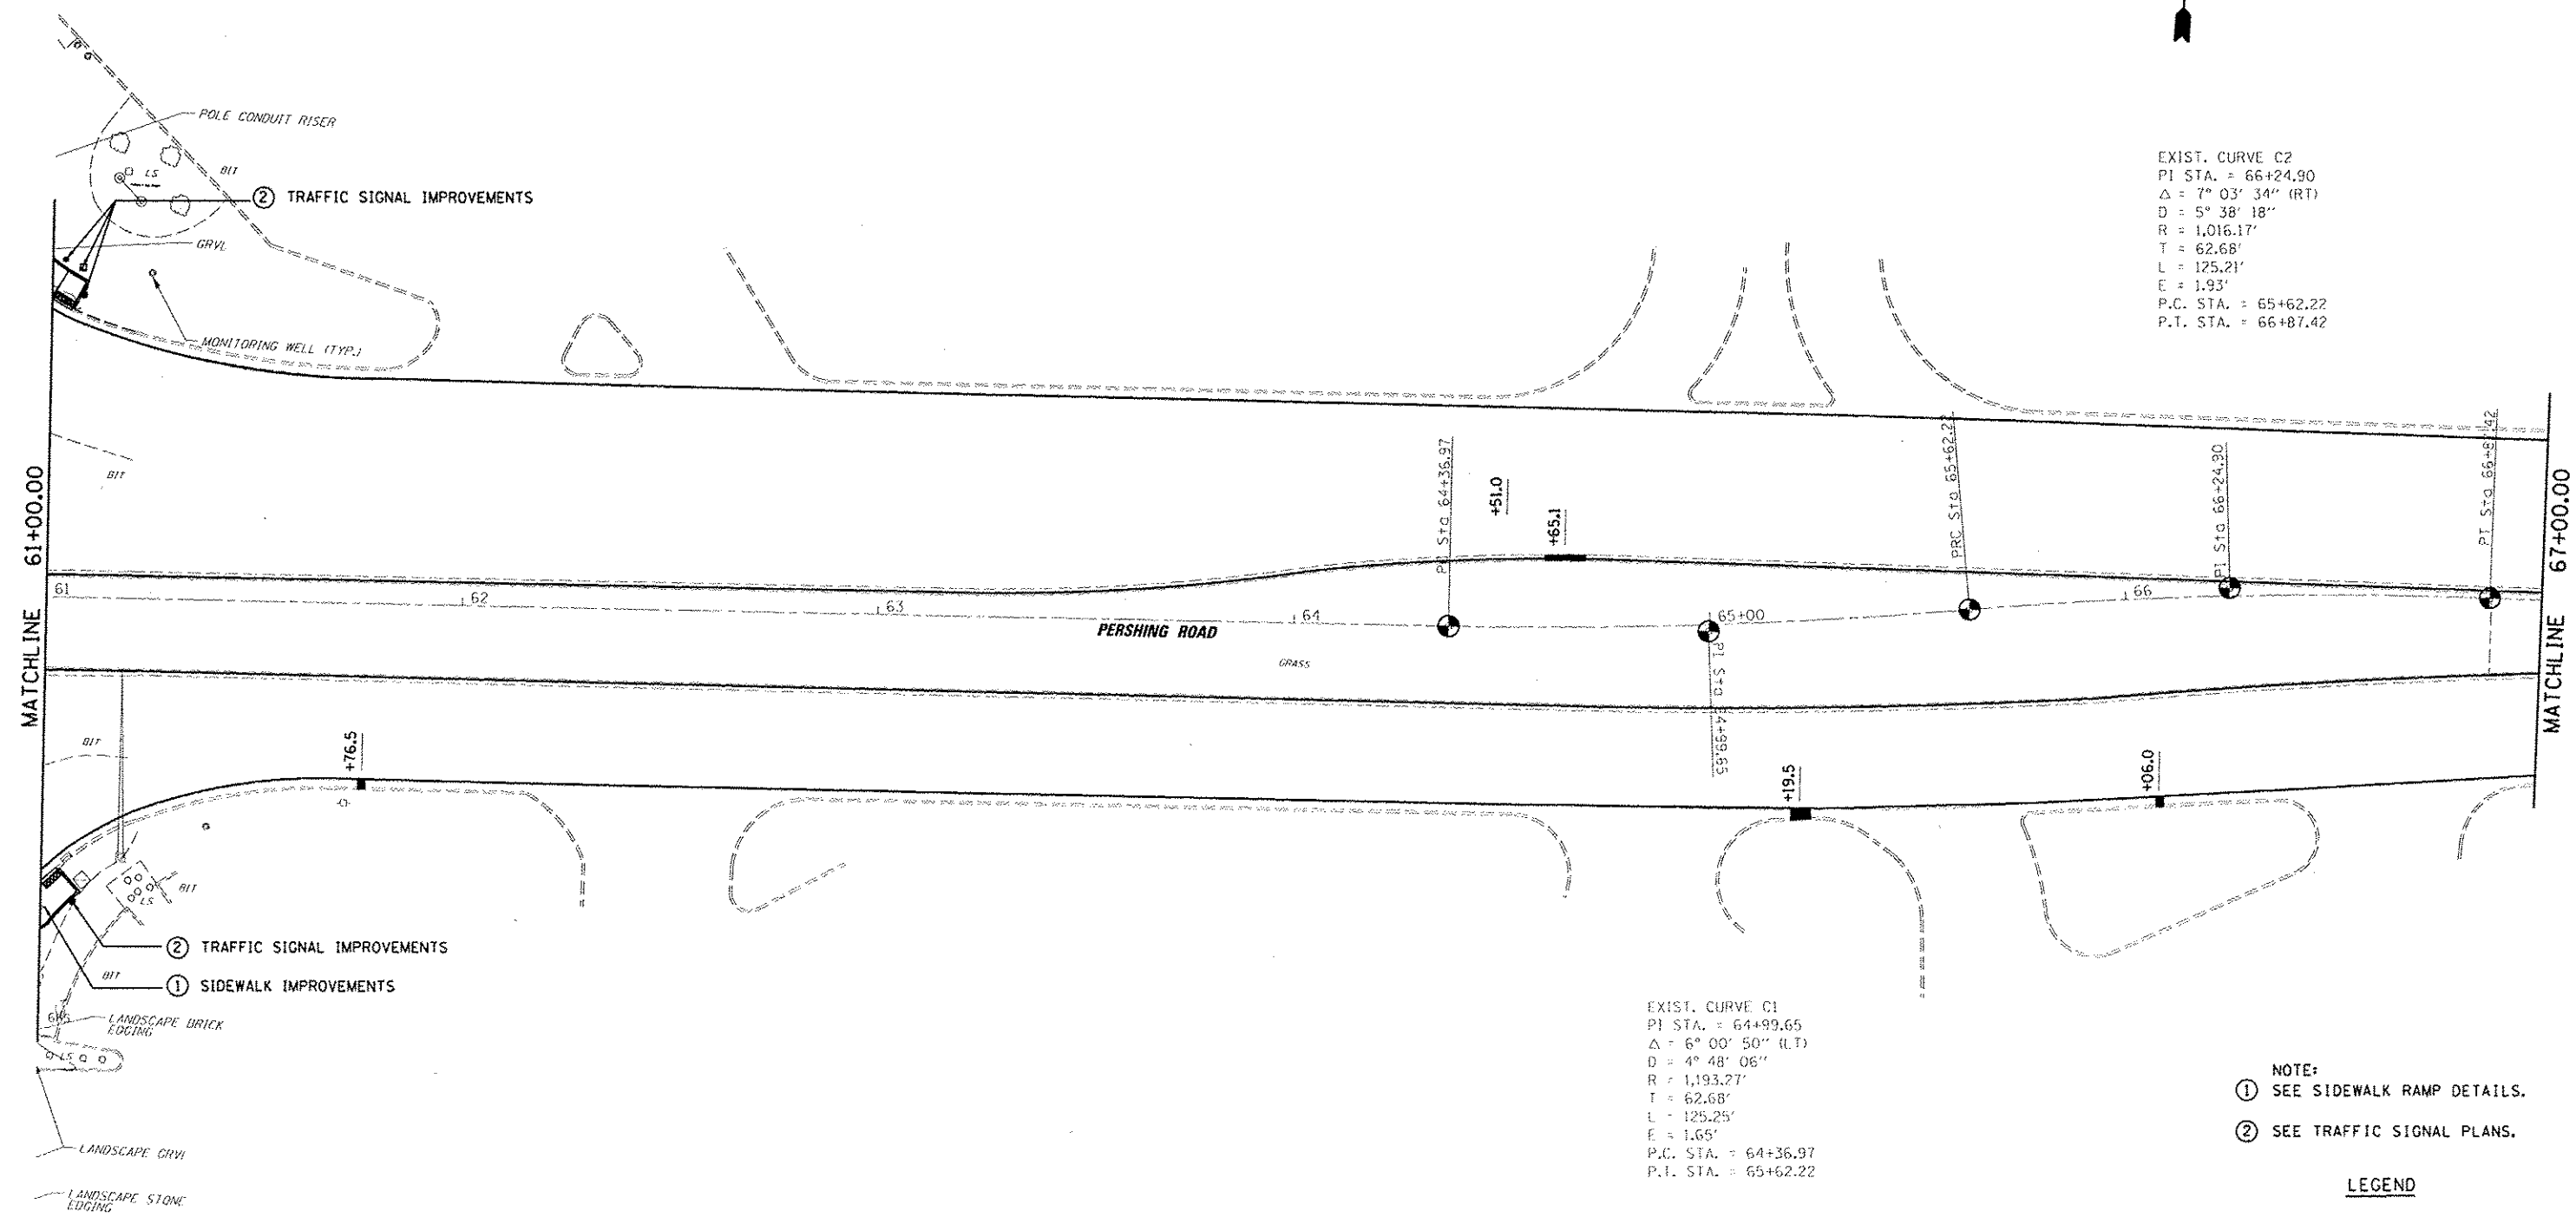 POLE CONDUIT RISER
LS
BIT
② TRAFFIC SIGNAL IMPROVEMENTS
GRVL
MONITORING WELL (TYP.)
EXIST. CURVE C2
PI STA. = 66+24.90
Δ = 7° 03' 34" (RT)
D = 5° 38' 18"
R = 1,016.17'
T = 62.68'
L = 125.21'
E = 1.93'
P.C. STA. = 65+62.22
P.T. STA. = 66+87.42
BIT
MATCHLINE 61+00.00
Sta 64+36.97
+51.0
+65.1
PRC Sta 65+62.22
PI Sta 66+24.90
PT Sta 66+87.42
MATCHLINE 67+00.00
61
62
63
64
65+00
66
PERSHING ROAD
GRASS
PI Sta 64+99.65
BIT
+76.5
+19.5
+06.0
LS
BIT
② TRAFFIC SIGNAL IMPROVEMENTS
BIT
① SIDEWALK IMPROVEMENTS
LANDSCAPE BRICK
EDGING
LS
LANDSCAPE GRVL
LANDSCAPE STONE
EDGING
EXIST. CURVE C1
PI STA. = 64+99.65
Δ = 6° 00' 50" (LT)
D = 4° 48' 06"
R = 1,193.27'
T = 62.68'
L = 125.25'
E = 1.65'
P.C. STA. = 64+36.97
P.T. STA. = 65+62.22
NOTE:
① SEE SIDEWALK RAMP DETAILS.
② SEE TRAFFIC SIGNAL PLANS.
LEGEND